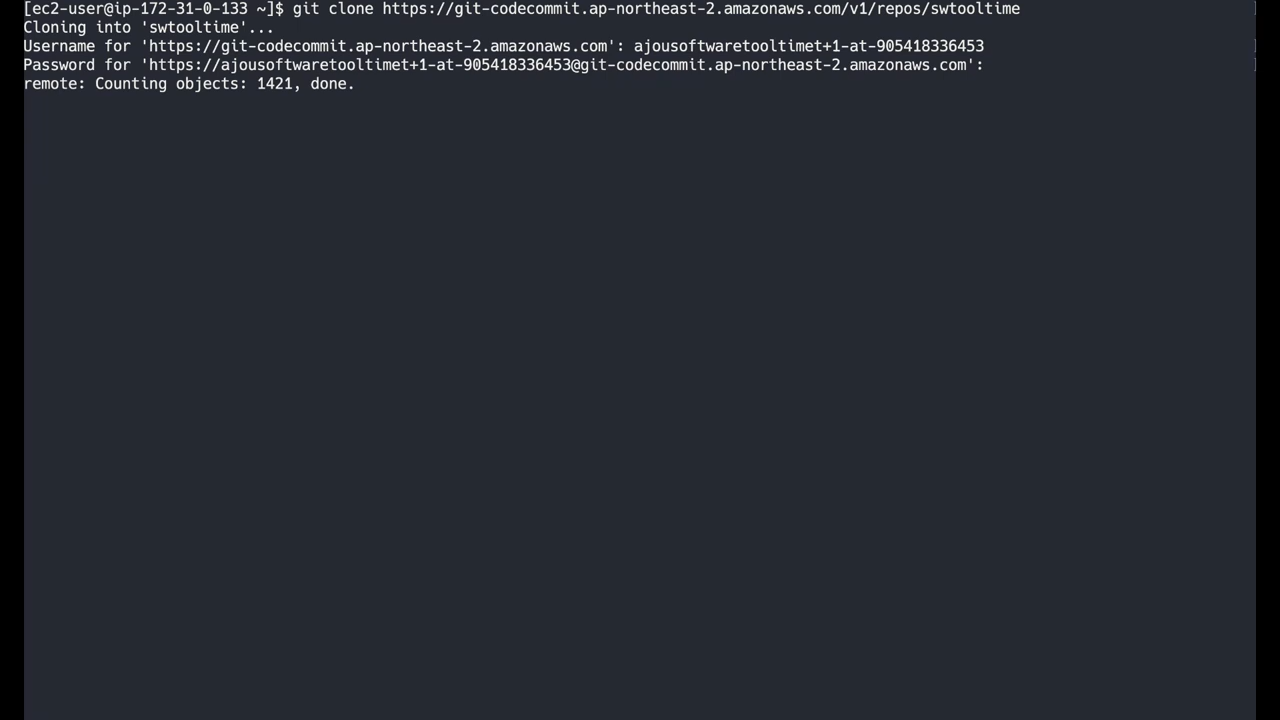 [ec2-user@ip-172-31-0-133 ~]$ git clone https://git-codecommit.ap-northeast-2.amazonaws.com/v1/repos/swtooltime
Cloning into 'swtooltime'...
Username for 'https://git-codecommit.ap-northeast-2.amazonaws.com': ajousoftwaretooltimet+1-at-905418336453
Password for 'https://ajousoftwaretooltimet+1-at-905418336453@git-codecommit.ap-northeast-2.amazonaws.com':
remote: Counting objects: 1421, done.